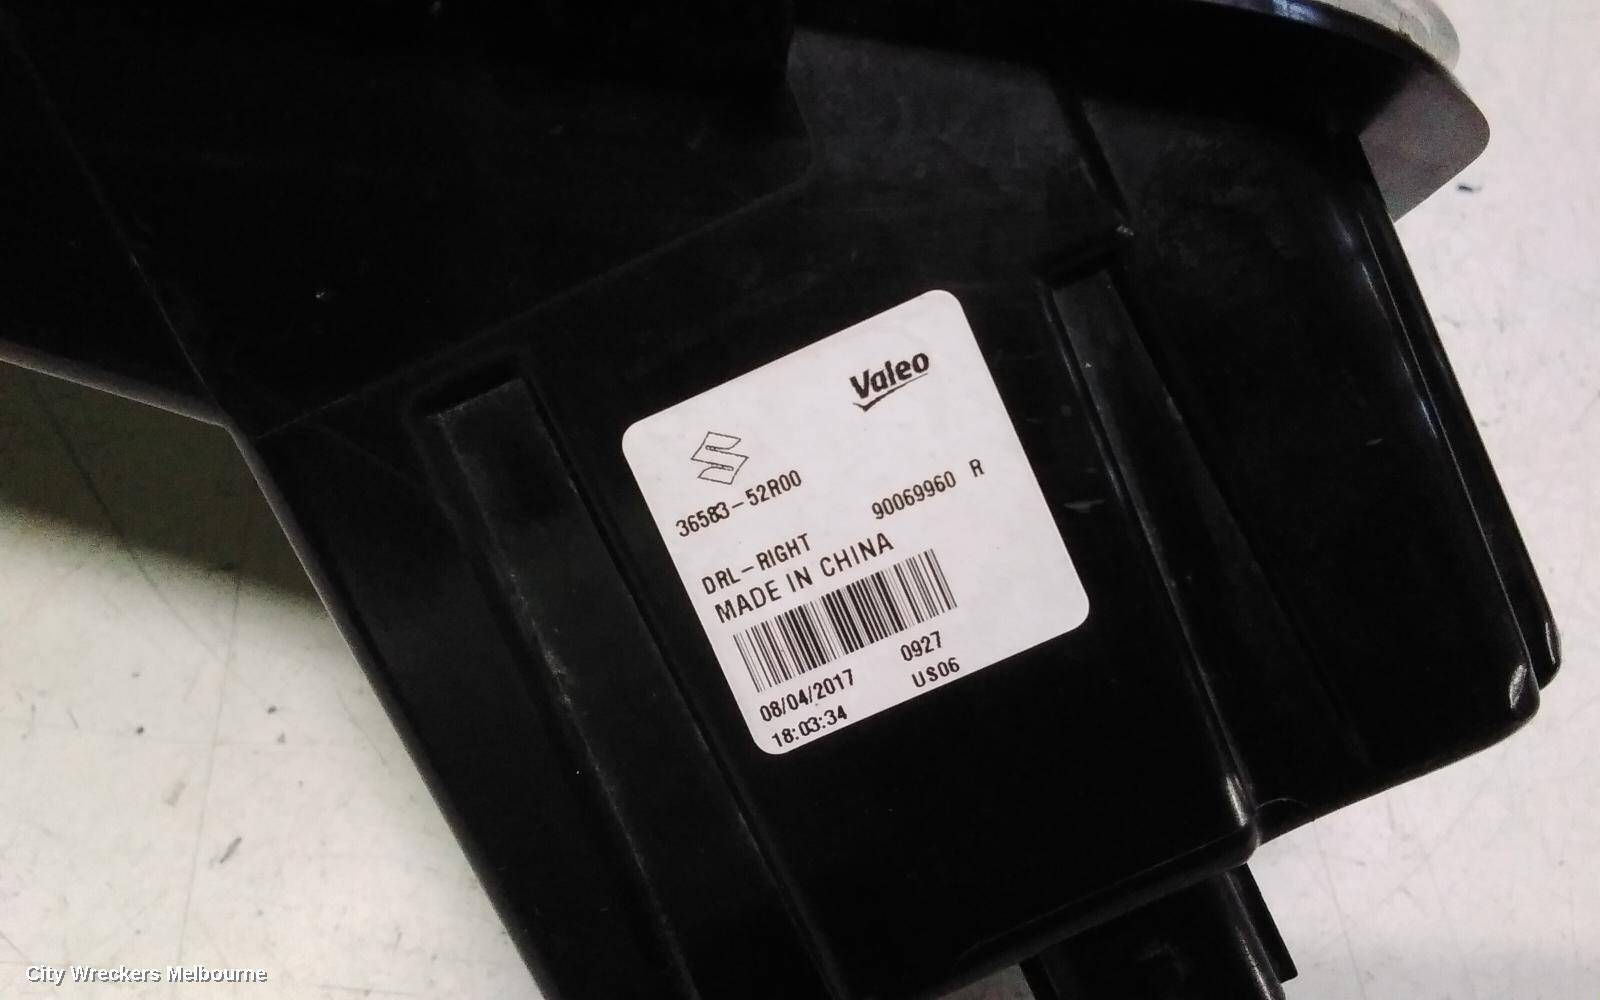 Valeo
36583-52R00
90069960 R
DRL-RIGHT
MADE IN CHINA
08/04/2017 0927
18:03:34 US06
City Wreckers Melbourne